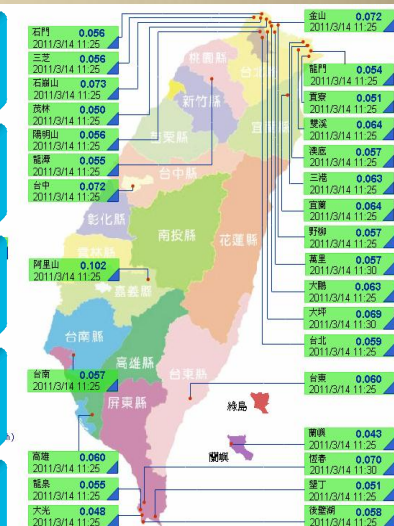 石門 0.056
2011/3/14 11:25
三芝 0.056
2011/3/14 11:25
石崩山 0.073
2011/3/14 11:25
茂林 0.050
2011/3/14 11:25
陽明山 0.056
2011/3/14 11:25
龍潭 0.055
2011/3/14 11:25
台中 0.072
2011/3/14 11:25
阿里山 0.102
2011/3/14 11:25
台南 0.057
2011/3/14 11:25
高雄 0.060
2011/3/14 11:25
龍泉 0.055
2011/3/14 11:25
大光 0.048
2011/3/14 11:25
桃園縣
新竹縣
苗栗縣
台中縣
彰化縣
南投縣
花蓮縣
雲林縣
嘉義縣
台南縣
高雄縣
台東縣
屏東縣
台北縣
宜蘭縣
綠島
蘭嶼
金山 0.072
2011/3/14 11:25
龍門 0.054
2011/3/14 11:25
貢寮 0.051
2011/3/14 11:25
雙溪 0.064
2011/3/14 11:25
澳底 0.057
2011/3/14 11:25
三港 0.063
2011/3/14 11:25
宜蘭 0.064
2011/3/14 11:25
野柳 0.057
2011/3/14 11:25
萬里 0.057
2011/3/14 11:30
大鵬 0.063
2011/3/14 11:25
大坪 0.069
2011/3/14 11:30
台北 0.059
2011/3/14 11:25
台東 0.060
2011/3/14 11:25
蘭嶼 0.043
2011/3/14 11:25
恆春 0.070
2011/3/14 11:30
墾丁 0.051
2011/3/14 11:25
後壁湖 0.058
2011/3/14 11:25